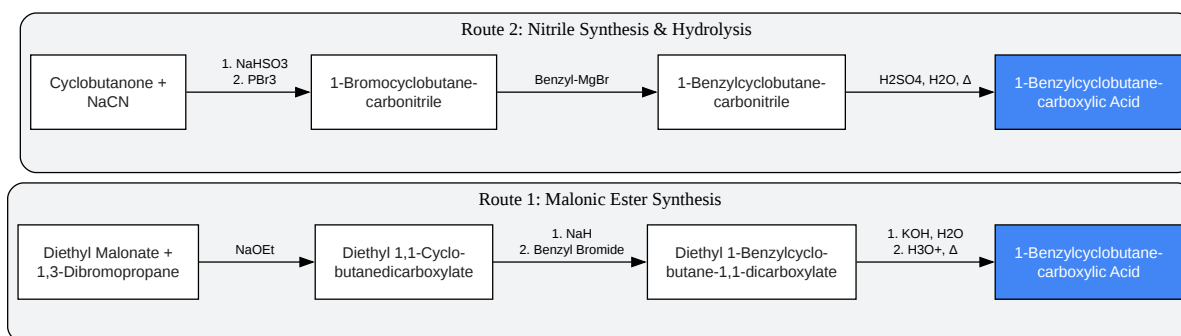 Route 2: Nitrile Synthesis & Hydrolysis
Cyclobutanone +
NaCN
1. NaHSO3
2. PBr3
1-Bromocyclobutane-
carbonitrile
Benzyl-MgBr
1-Benzylcyclobutane-
carbonitrile
H2SO4, H2O, Δ
1-Benzylcyclobutane-
carboxylic Acid
Route 1: Malonic Ester Synthesis
Diethyl Malonate +
1,3-Dibromopropane
NaOEt
Diethyl 1,1-Cyclo-
butanedicarboxylate
1. NaH
2. Benzyl Bromide
Diethyl 1-Benzylcyclo-
butane-1,1-dicarboxylate
1. KOH, H2O
2. H3O+, Δ
1-Benzylcyclobutane-
carboxylic Acid